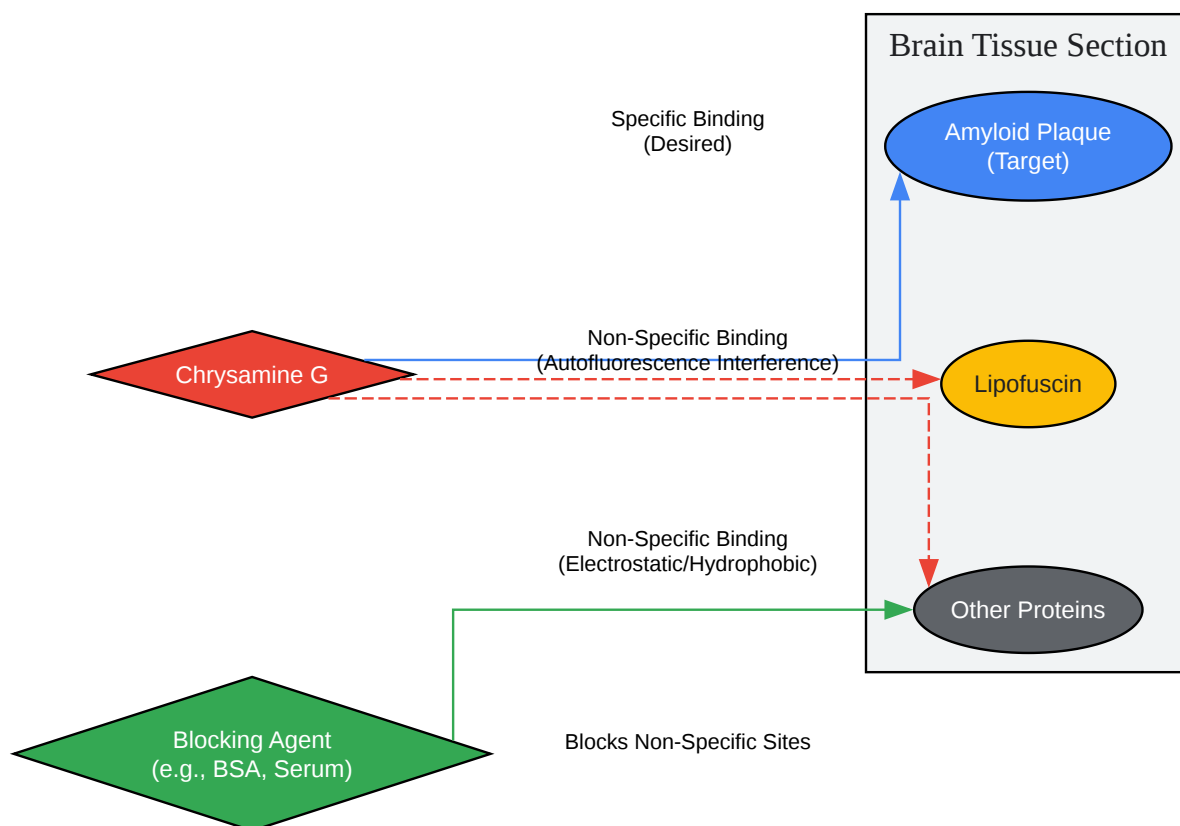 Brain Tissue Section
Specific Binding
(Desired)
Amyloid Plaque
(Target)
Non-Specific Binding
(Autofluorescence Interference)
Chrysamine G
Lipofuscin
Non-Specific Binding
(Electrostatic/Hydrophobic)
Other Proteins
Blocking Agent
(e.g., BSA, Serum)
Blocks Non-Specific Sites